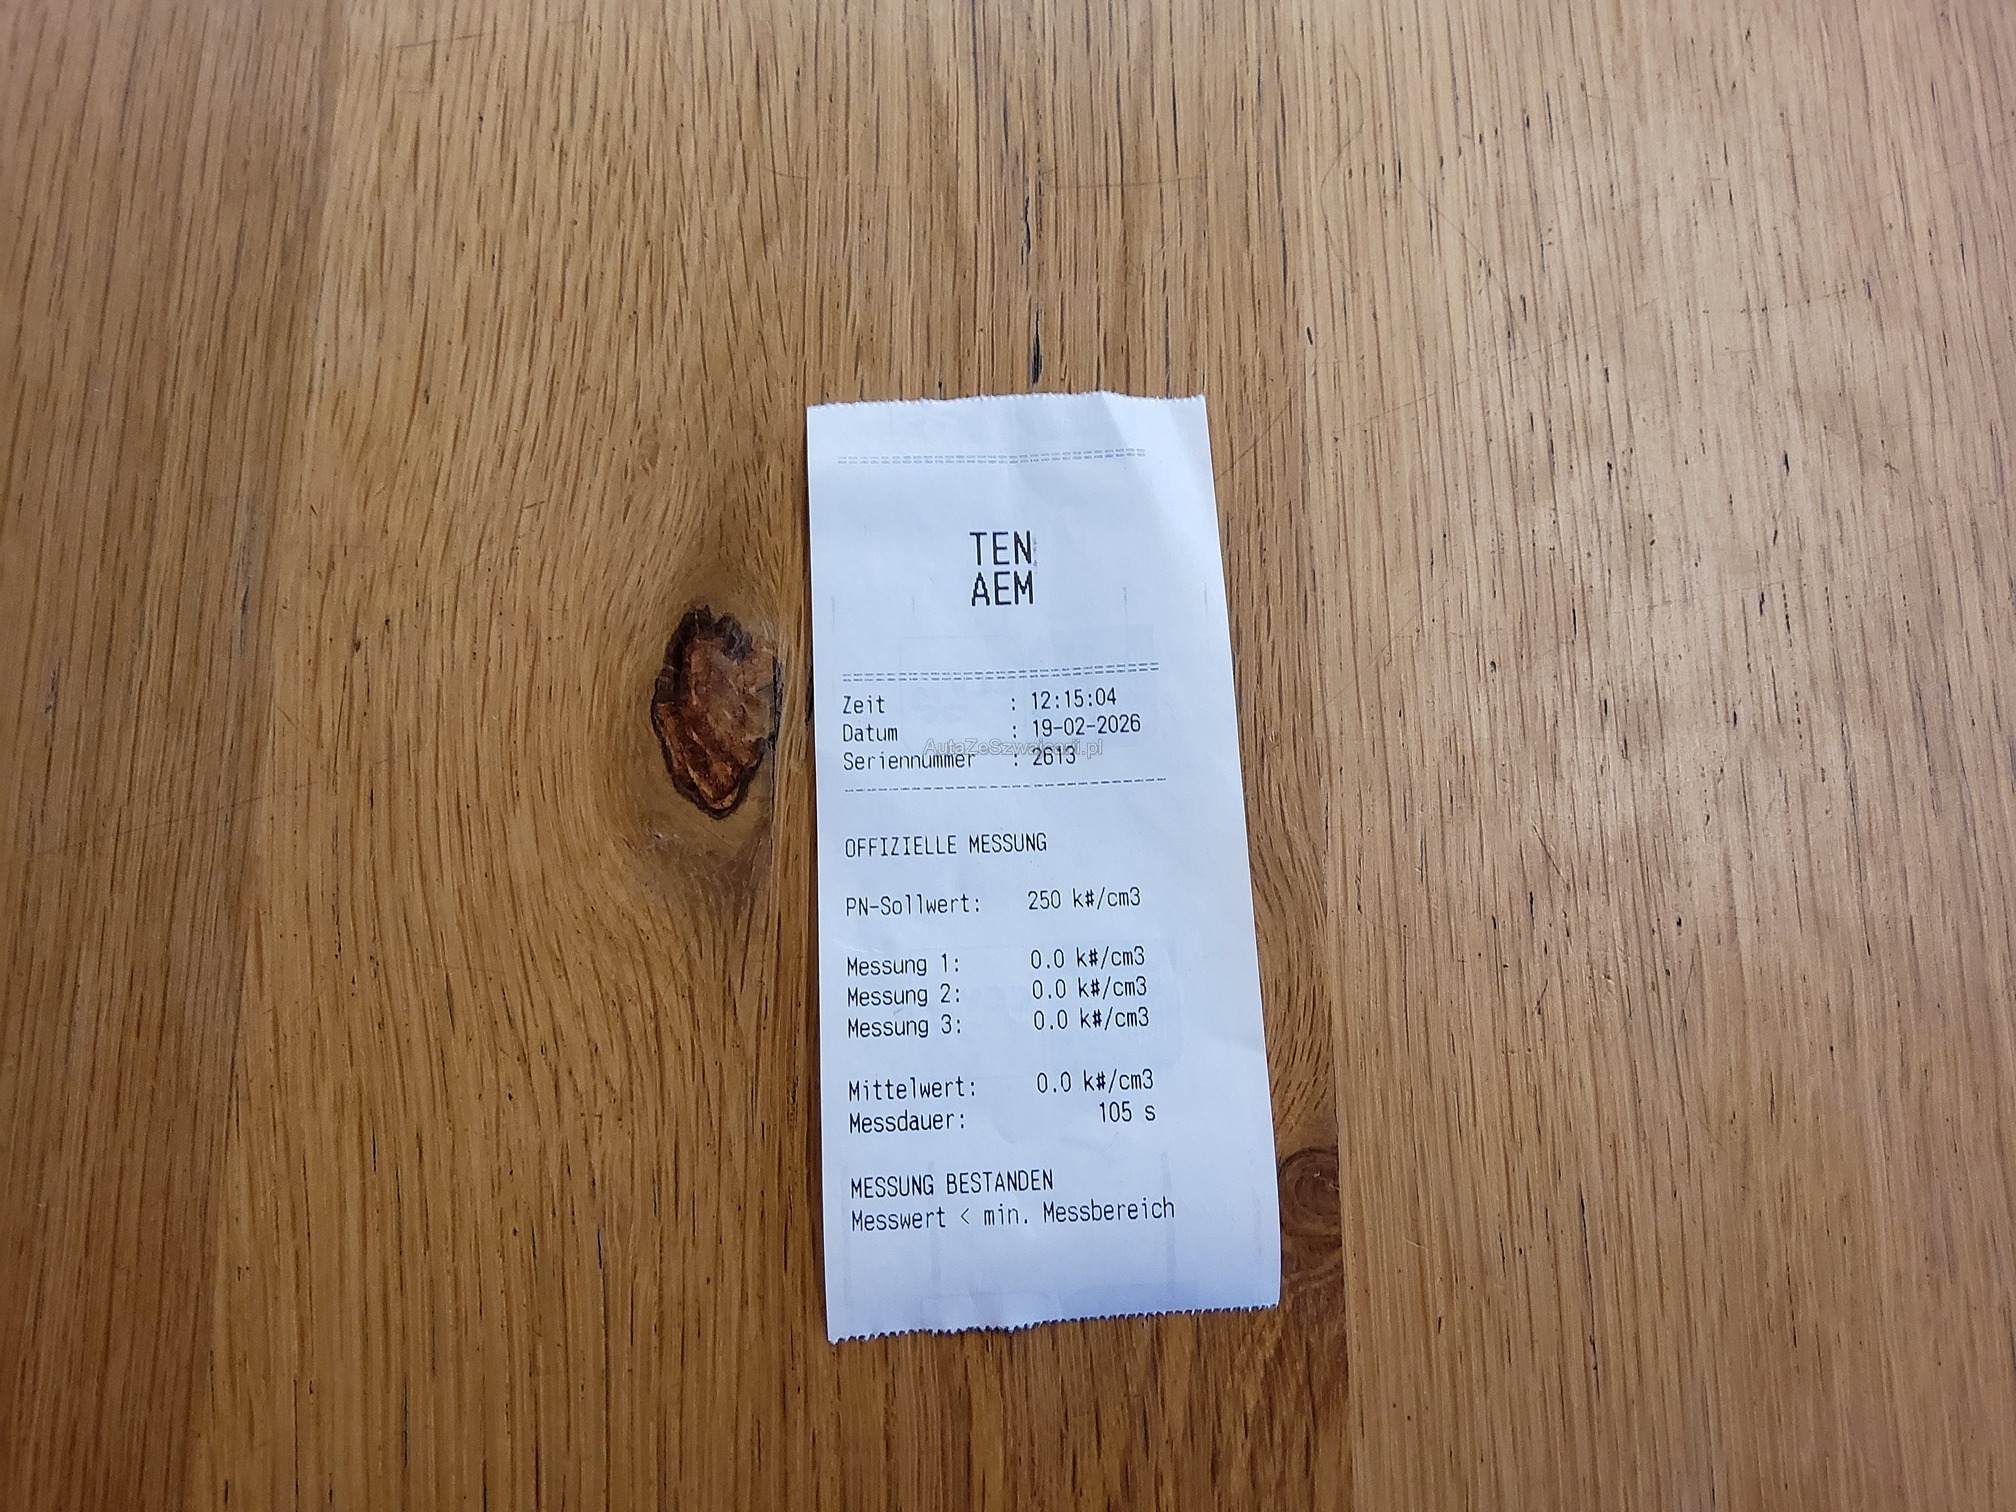 TEN
AEM
Zeit : 12:15:04
Datum : 19-02-2026
Seriennummer : 2613
AutaZeSzwajcarii.pl
OFFIZIELLE MESSUNG
PN-Sollwert: 250 k#/cm3
Messung 1: 0.0 k#/cm3
Messung 2: 0.0 k#/cm3
Messung 3: 0.0 k#/cm3
Mittelwert: 0.0 k#/cm3
Messdauer: 105 s
MESSUNG BESTANDEN
Messwert < min. Messbereich